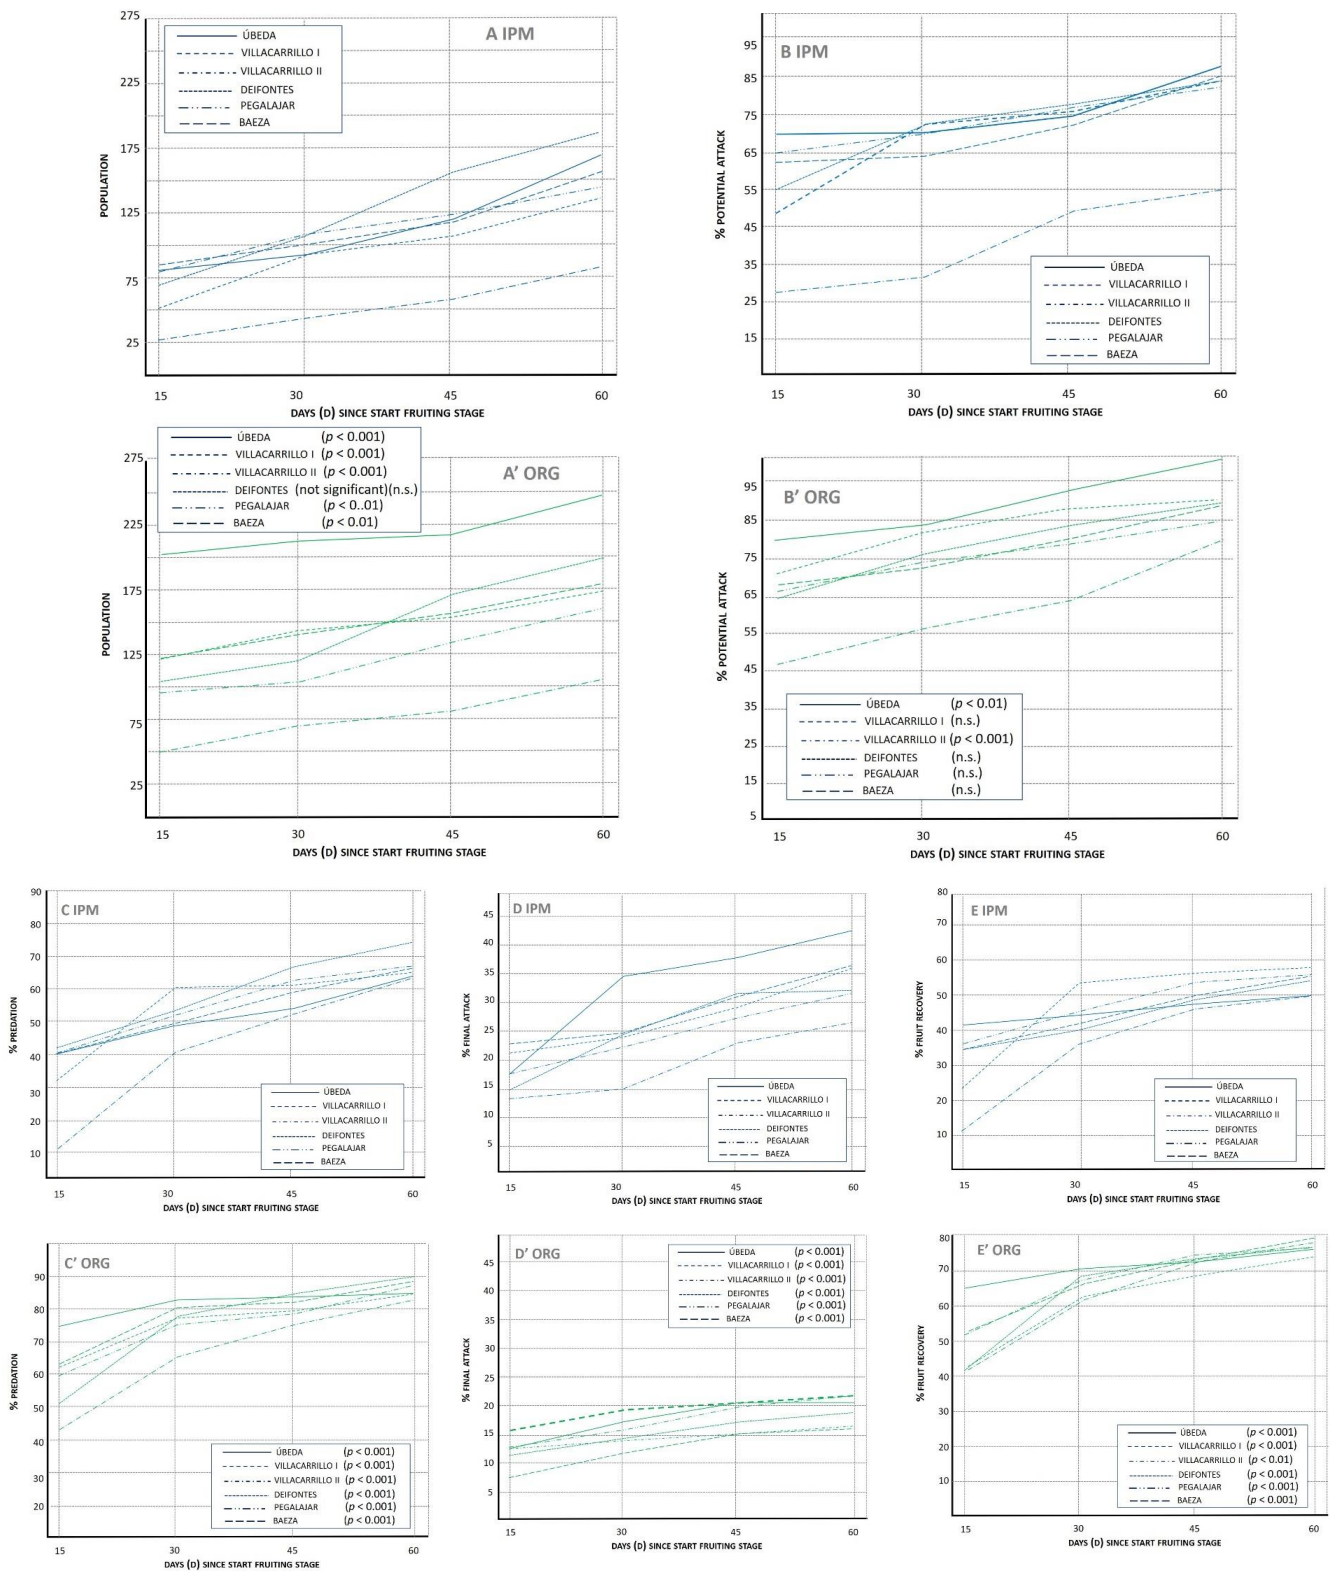 A IPM
275
225
175
125
75
25
POPULATION
ÚBEDA
VILLACARRILLO I
VILLACARRILLO II
DEIFONTES
PEGALAJAR
BAEZA
15 30 45 60
DAYS (D) SINCE START FRUITING STAGE
B IPM
95
85
75
65
55
45
35
25
15
% POTENTIAL ATTACK
ÚBEDA
VILLACARRILLO I
VILLACARRILLO II
DEIFONTES
PEGALAJAR
BAEZA
15 30 45 60
DAYS (D) SINCE START FRUITING STAGE
A' ORG
ÚBEDA (p < 0.001)
VILLACARRILLO I (p < 0.001)
VILLACARRILLO II (p < 0.001)
DEIFONTES (not significant)(n.s.)
PEGALAJAR (p < 0..01)
BAEZA (p < 0.01)
275
225
175
125
75
25
POPULATION
15 30 45 60
DAYS (D) SINCE START FRUITING STAGE
B' ORG
95
85
75
65
55
45
35
25
15
5
% POTENTIAL ATTACK
ÚBEDA (p < 0.01)
VILLACARRILLO I (n.s.)
VILLACARRILLO II (p < 0.001)
DEIFONTES (n.s.)
PEGALAJAR (n.s.)
BAEZA (n.s.)
15 30 45 60
DAYS (D) SINCE START FRUITING STAGE
C IPM
90
80
70
60
50
40
30
20
10
% PREDATION
ÚBEDA
VILLACARRILLO I
VILLACARRILLO II
DEIFONTES
PEGALAJAR
BAEZA
15 30 45 60
DAYS (D) SINCE START FRUITING STAGE
D IPM
45
40
35
30
25
20
15
10
5
% FINAL ATTACK
ÚBEDA
VILLACARRILLO I
VILLACARRILLO II
DEIFONTES
PEGALAJAR
BAEZA
15 30 45 60
DAYS (D) SINCE START FRUITING STAGE
E IPM
80
70
60
50
40
30
20
10
% FRUIT RECOVERY
ÚBEDA
VILLACARRILLO I
VILLACARRILLO II
DEIFONTES
PEGALAJAR
BAEZA
15 30 45 60
DAYS (D) SINCE START FRUITING STAGE
C' ORG
90
80
70
60
50
40
30
20
% PREDATION
ÚBEDA (p < 0.001)
VILLACARRILLO I (p < 0.001)
VILLACARRILLO II (p < 0.001)
DEIFONTES (p < 0.001)
PEGALAJAR (p < 0.001)
BAEZA (p < 0.001)
15 30 45 60
DAYS (D) SINCE START FRUITING STAGE
D' ORG
ÚBEDA (p < 0.001)
VILLACARRILLO I (p < 0.001)
VILLACARRILLO II (p < 0.001)
DEIFONTES (p < 0.001)
PEGALAJAR (p < 0.001)
BAEZA (p < 0.001)
45
40
35
30
25
20
15
10
5
% FINAL ATTACK
15 30 45 60
DAYS (D) SINCE START FRUITING STAGE
E' ORG
80
70
60
50
40
30
20
10
% FRUIT RECOVERY
ÚBEDA (p < 0.001)
VILLACARRILLO I (p < 0.001)
VILLACARRILLO II (p < 0.01)
DEIFONTES (p < 0.001)
PEGALAJAR (p < 0.001)
BAEZA (p < 0.001)
15 30 45 60
DAYS (D) SINCE START FRUITING STAGE